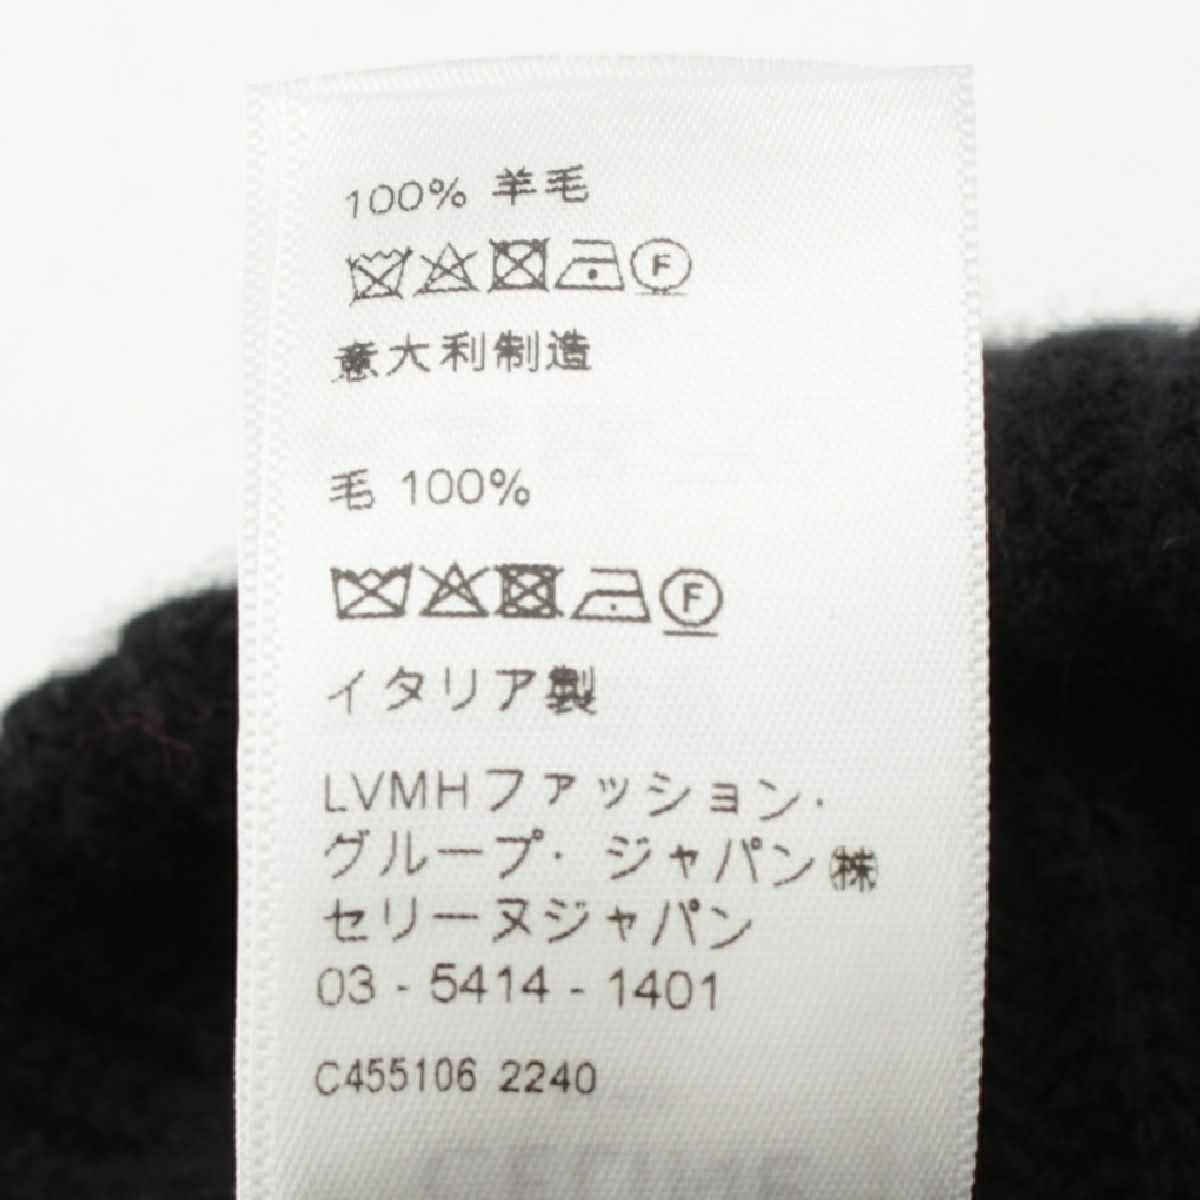 100% 羊毛
F
意大利制造
毛 100%
F
イタリア製
LVMHファッション・
グループ・ジャパン㈱
セリーヌジャパン
03 - 5414 - 1401
C455106 2240